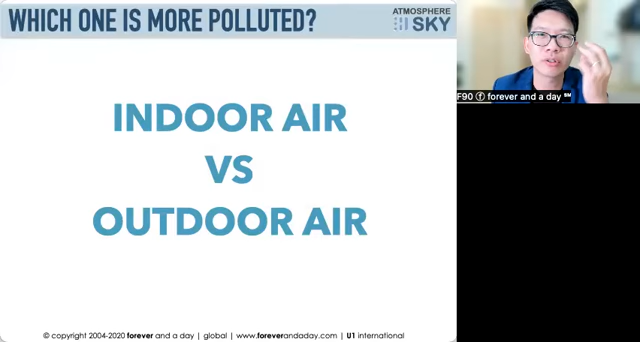 WHICH ONE IS MORE POLLUTED?
ATMOSPHERE
SKY
INDOOR AIR
VS
OUTDOOR AIR
© copyright 2004-2020 forever and a day | global | www.foreverandaday.com | U1 international
F90 ⓕ forever and a day ℠